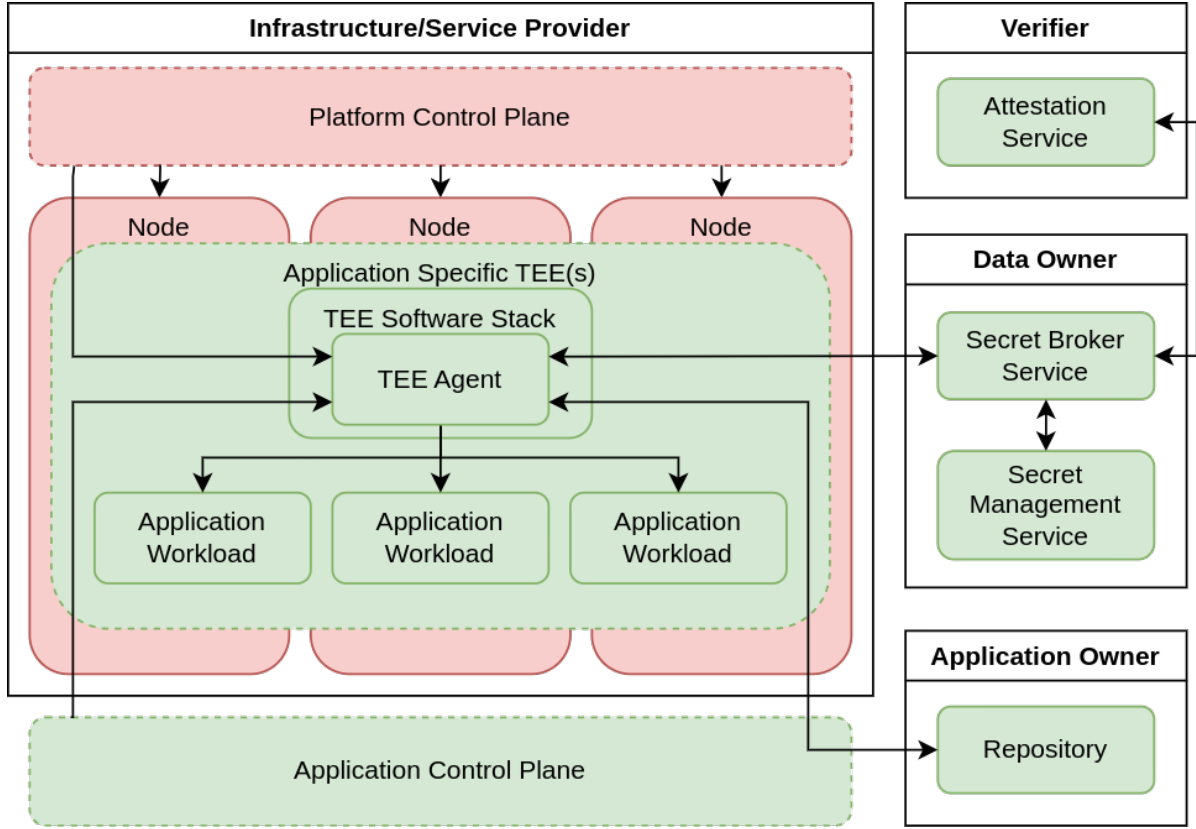 Infrastructure/Service Provider
Platform Control Plane
Node
Node
Node
Application Specific TEE(s)
TEE Software Stack
TEE Agent
Application
Workload
Application
Workload
Application
Workload
Application Control Plane
Verifier
Attestation
Service
Data Owner
Secret Broker
Service
Secret
Management
Service
Application Owner
Repository